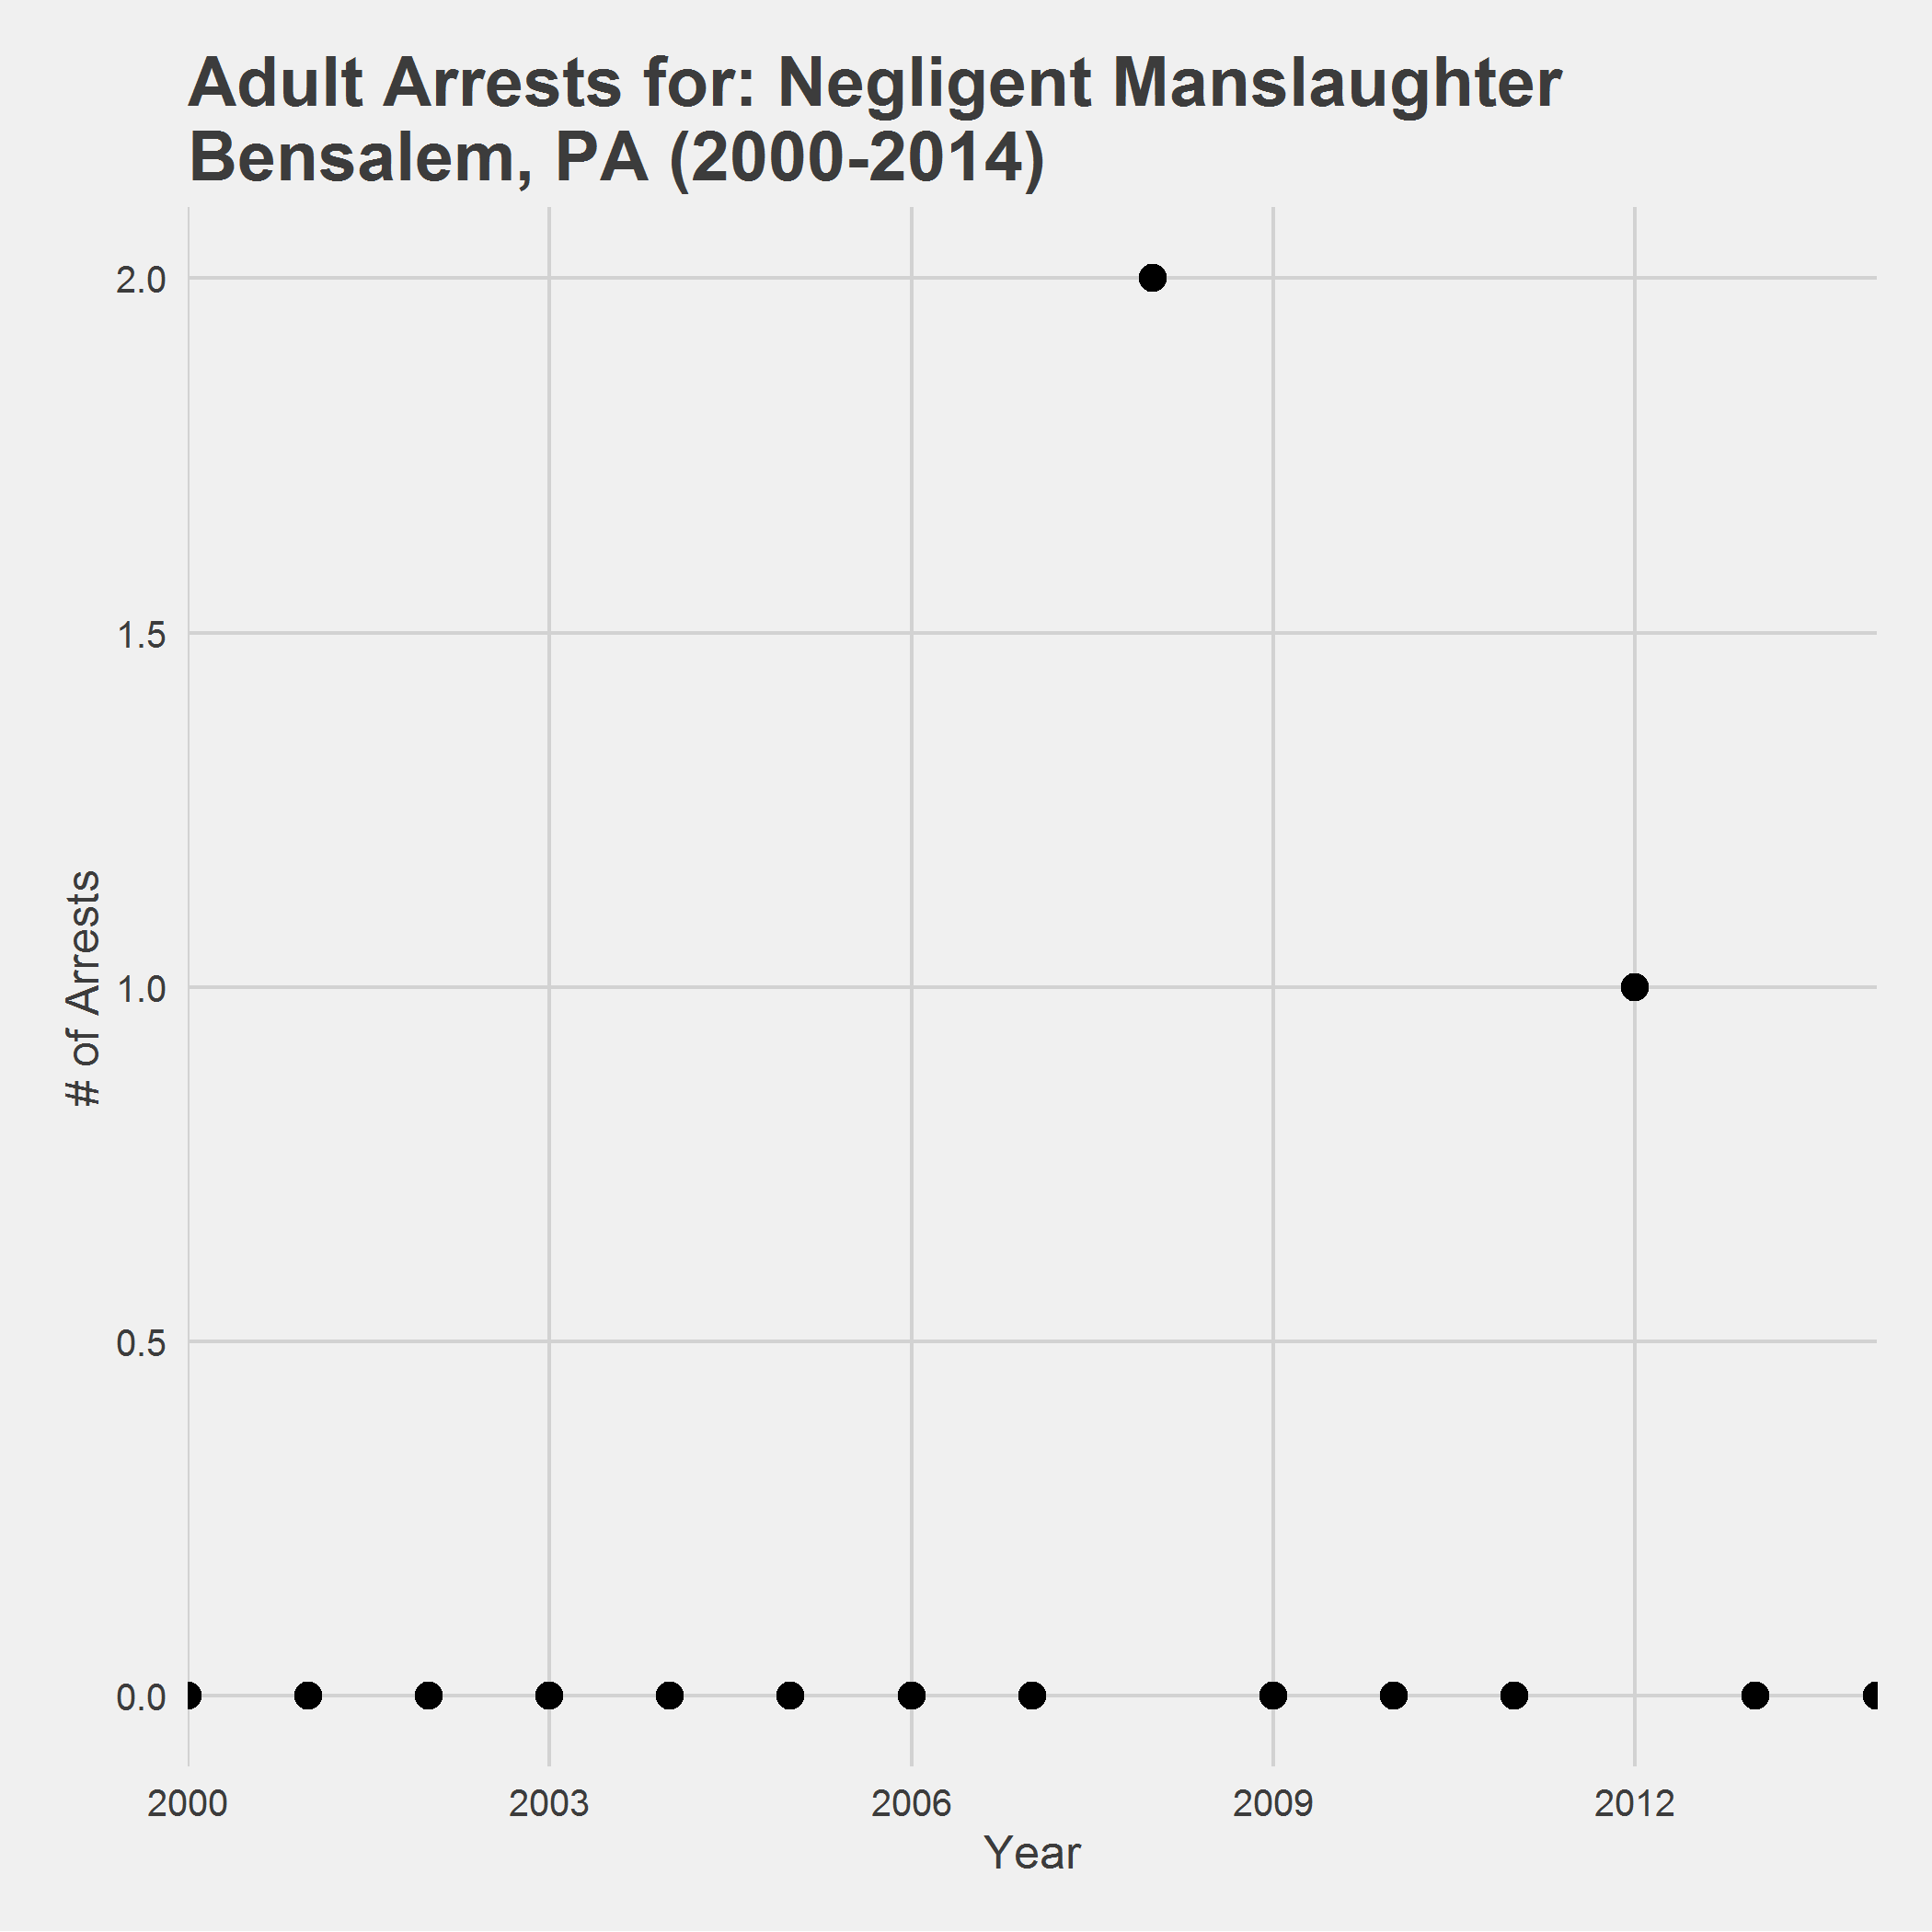 Adult Arrests for: Negligent Manslaughter
Bensalem, PA (2000-2014)
2.0
1.5
1.0
0.5
0.0
# of Arrests
2000 2003 2006 2009 2012
Year